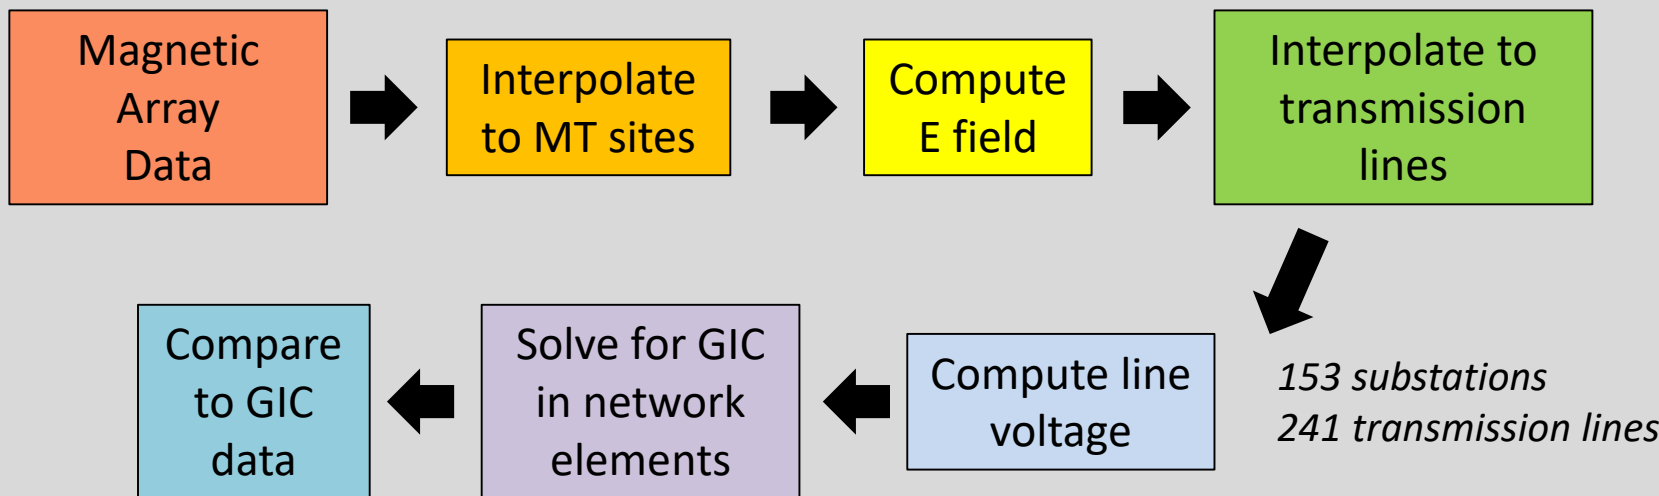 Magnetic
Array
Data
Interpolate
to MT sites
Compute
E field
Interpolate to
transmission
lines
153 substations
241 transmission lines
Compute line
voltage
Solve for GIC
in network
elements
Compare
to GIC
data